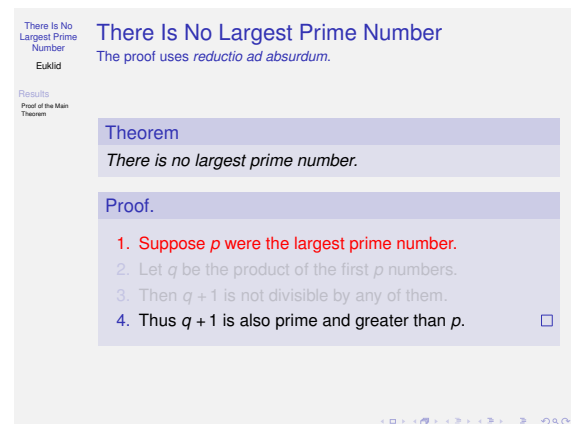 There Is No
Largest Prime
Number
Euklid
Results
Proof of the Main
Theorem
There Is No Largest Prime Number
The proof uses reductio ad absurdum.
Theorem
There is no largest prime number.
Proof.
1. Suppose p were the largest prime number.
2. Let q be the product of the first p numbers.
3. Then q + 1 is not divisible by any of them.
4. Thus q + 1 is also prime and greater than p.